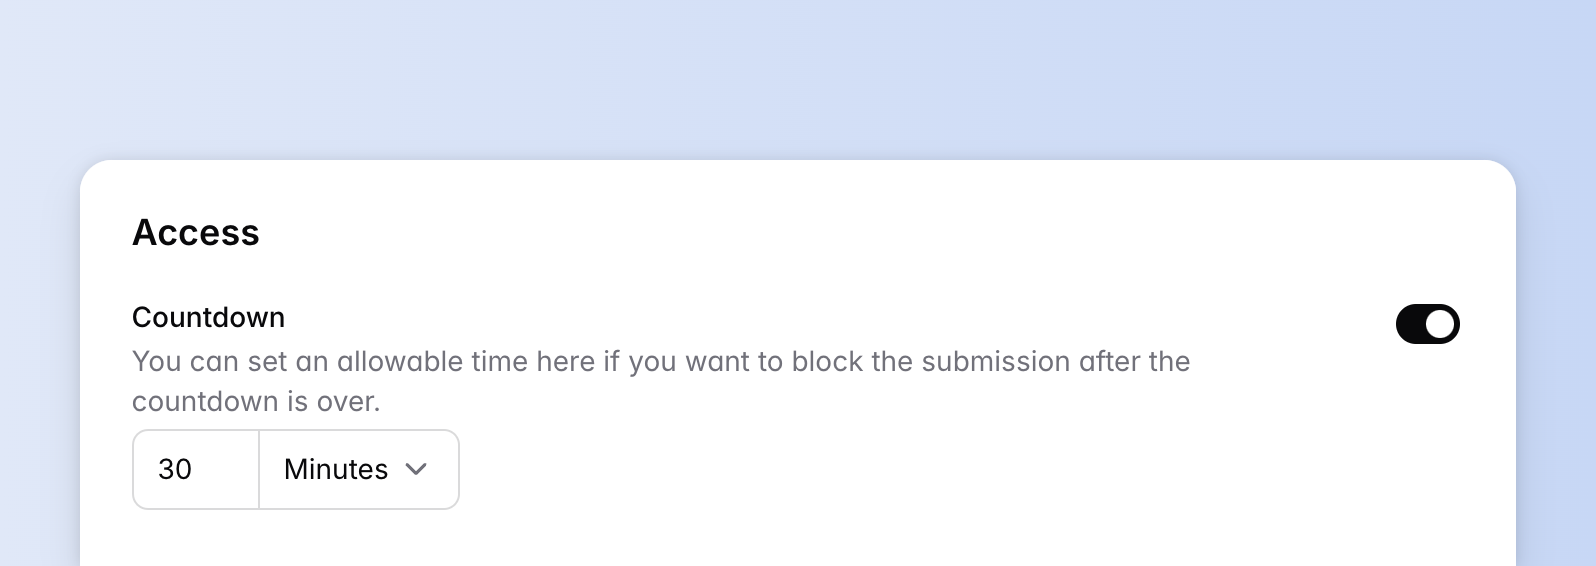 Access
Countdown
You can set an allowable time here if you want to block the submission after the
countdown is over.
30 Minutes